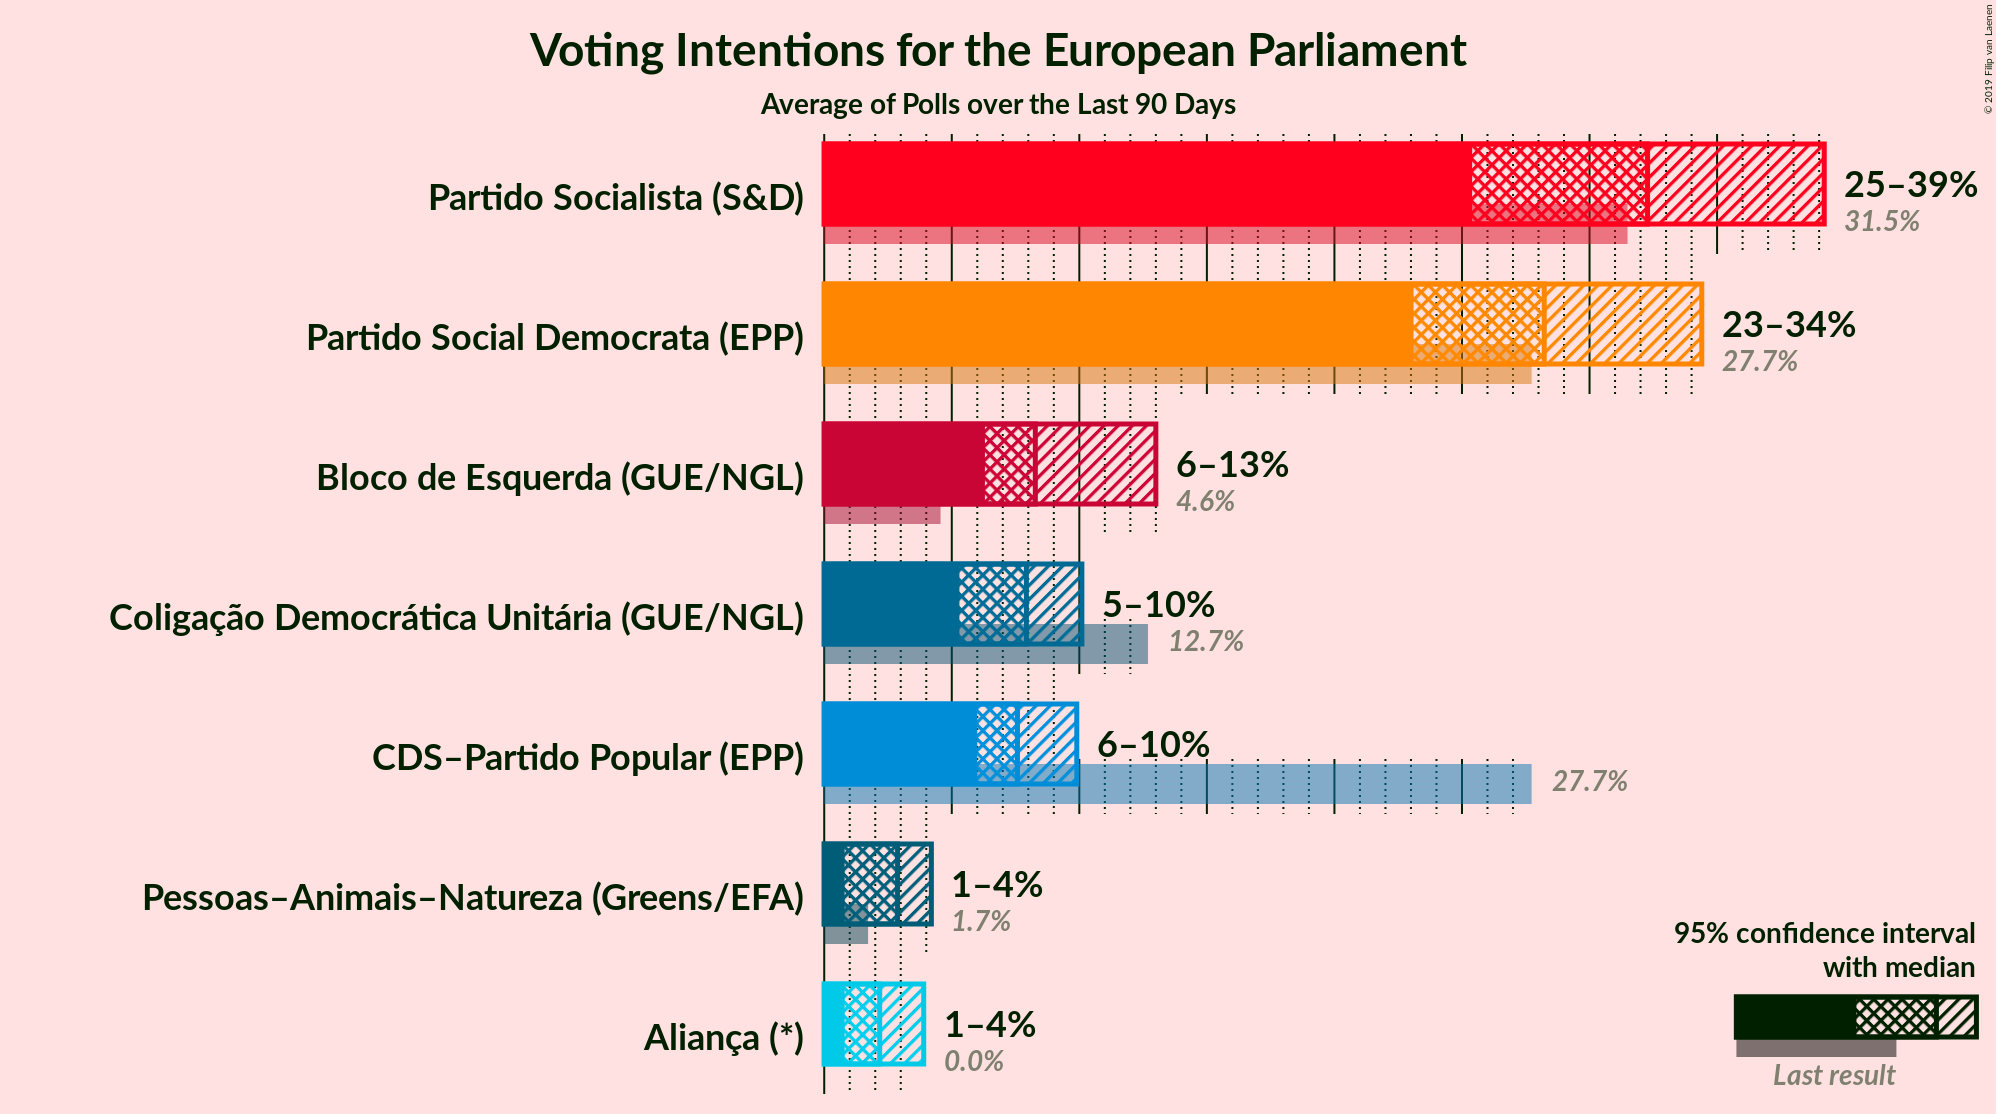 Voting Intentions for the European Parliament
Average of Polls over the Last 90 Days
© 2019 Filip van Laenen
Partido Socialista (S&D)
25–39%
31.5%
Partido Social Democrata (EPP)
23–34%
27.7%
Bloco de Esquerda (GUE/NGL)
6–13%
4.6%
Coligação Democrática Unitária (GUE/NGL)
5–10%
12.7%
CDS–Partido Popular (EPP)
6–10%
27.7%
Pessoas–Animais–Natureza (Greens/EFA)
1–4%
1.7%
Aliança (*)
1–4%
0.0%
95% confidence interval
with median
Last result